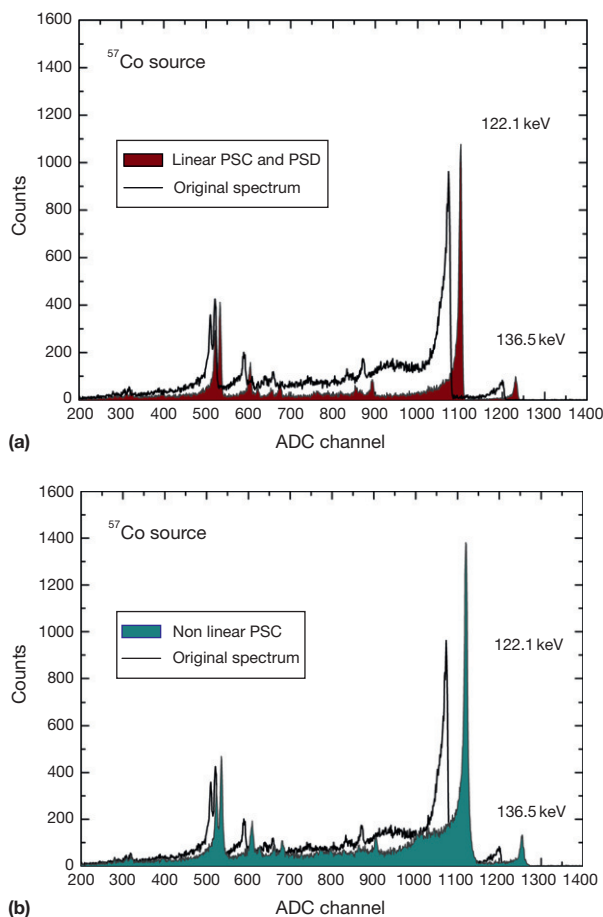 1600
1400
1200
1000
800
600
400
200
0
Counts
⁵⁷Co source
Linear PSC and PSD
Original spectrum
122.1 keV
136.5 keV
200 300 400 500 600 700 800 900 1000 1100 1200 1300 1400
(a)
ADC channel
1600
1400
1200
1000
800
600
400
200
0
Counts
⁵⁷Co source
Non linear PSC
Original spectrum
122.1 keV
136.5 keV
200 300 400 500 600 700 800 900 1000 1100 1200 1300 1400
(b)
ADC channel